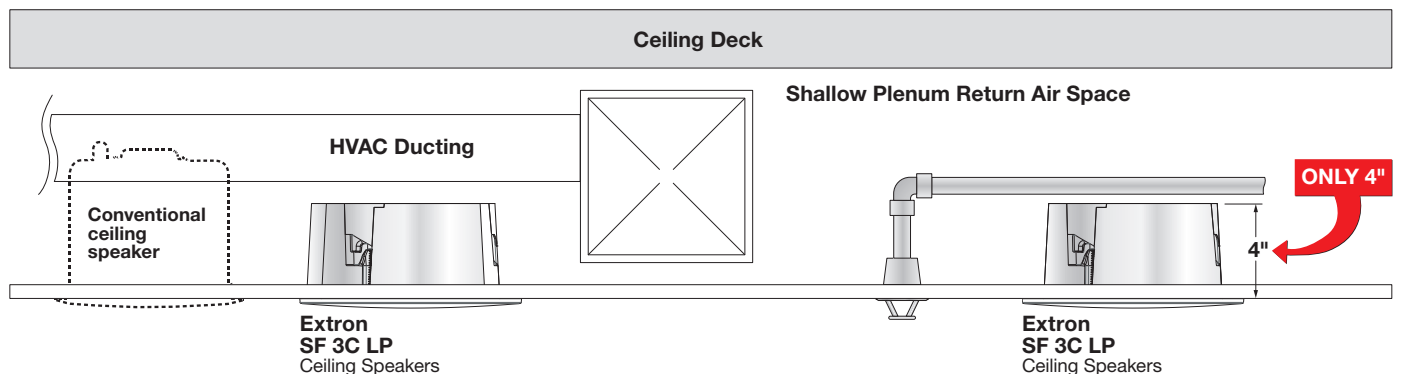 Ceiling Deck
Shallow Plenum Return Air Space
HVAC Ducting
ONLY 4"
Conventional
ceiling
speaker
4"
Extron
SF 3C LP
Ceiling Speakers
Extron
SF 3C LP
Ceiling Speakers